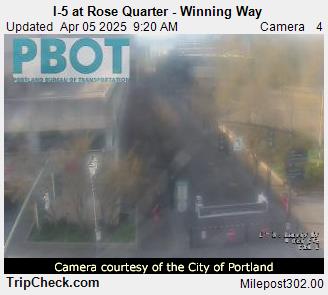 I-5 at Rose Quarter - Winning Way
Updated Apr 05 2025 9:20 AM Camera 4
PBOT
PORTLAND BUREAU OF TRANSPORTATION
Camera courtesy of the City of Portland
TripCheck.com Milepost302.00